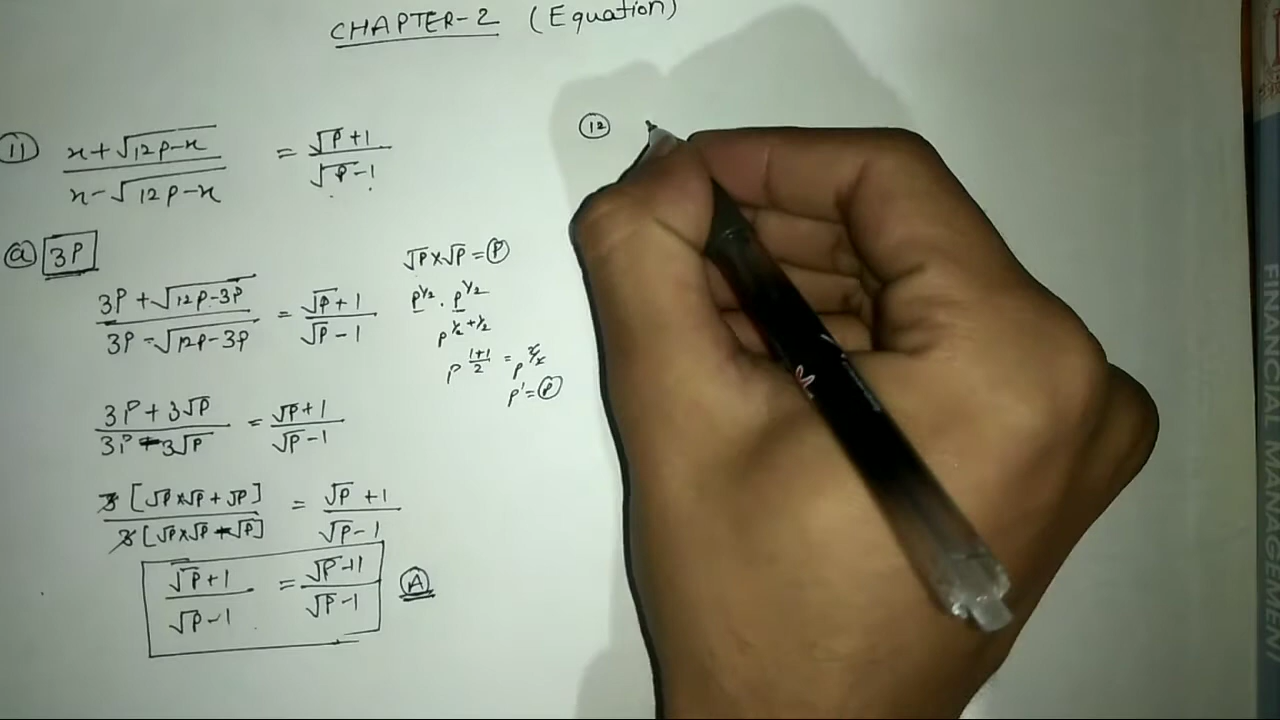 CHAPTER-2 (Equation)
11) x+√12p-x / x-√12p-x = √p+1 / √p-1
a) 3P
3P+√12p-3P / 3P-√12p-3P = √p+1 / √p-1
3P+3√P / 3P-3√P = √P+1 / √P-1
3[√P×√P+√P] / 3[√P×√P-√P] = √P+1 / √P-1
√P+1 / √P-1 = √P+1 / √P-1 A
√P×√P=P
p^1/2 . p^1/2
p^1/2+1/2
p^1+1/2 = p^2/2
p^1=P
12
FINANCIAL MANAGEMENT